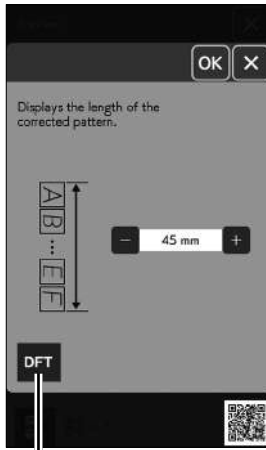 OK X
Displays the length of the
corrected pattern.
A
B
E
F
− 45 mm +
DFT